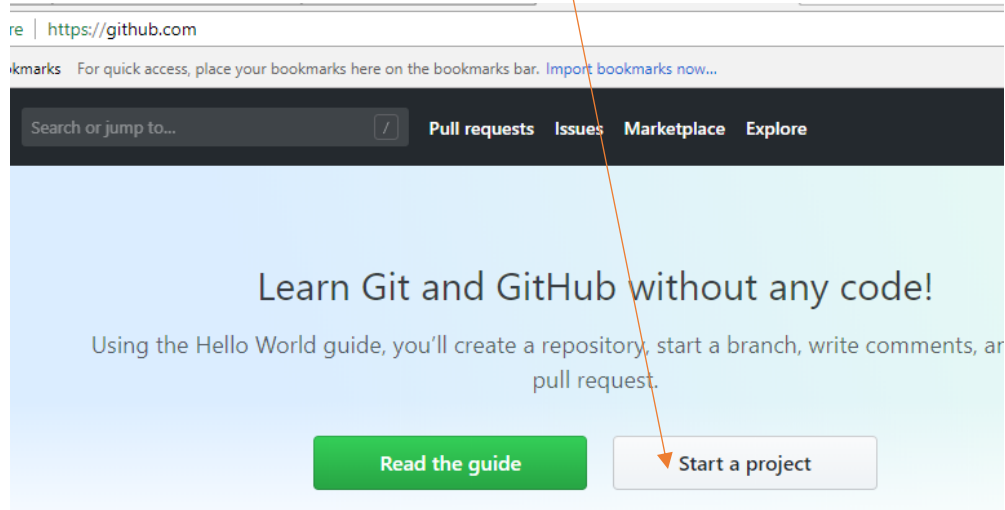 re | https://github.com
okmarks For quick access, place your bookmarks here on the bookmarks bar. Import bookmarks now...
Search or jump to... / Pull requests Issues Marketplace Explore
Learn Git and GitHub without any code!
Using the Hello World guide, you'll create a repository, start a branch, write comments, ar
pull request.
Read the guide Start a project